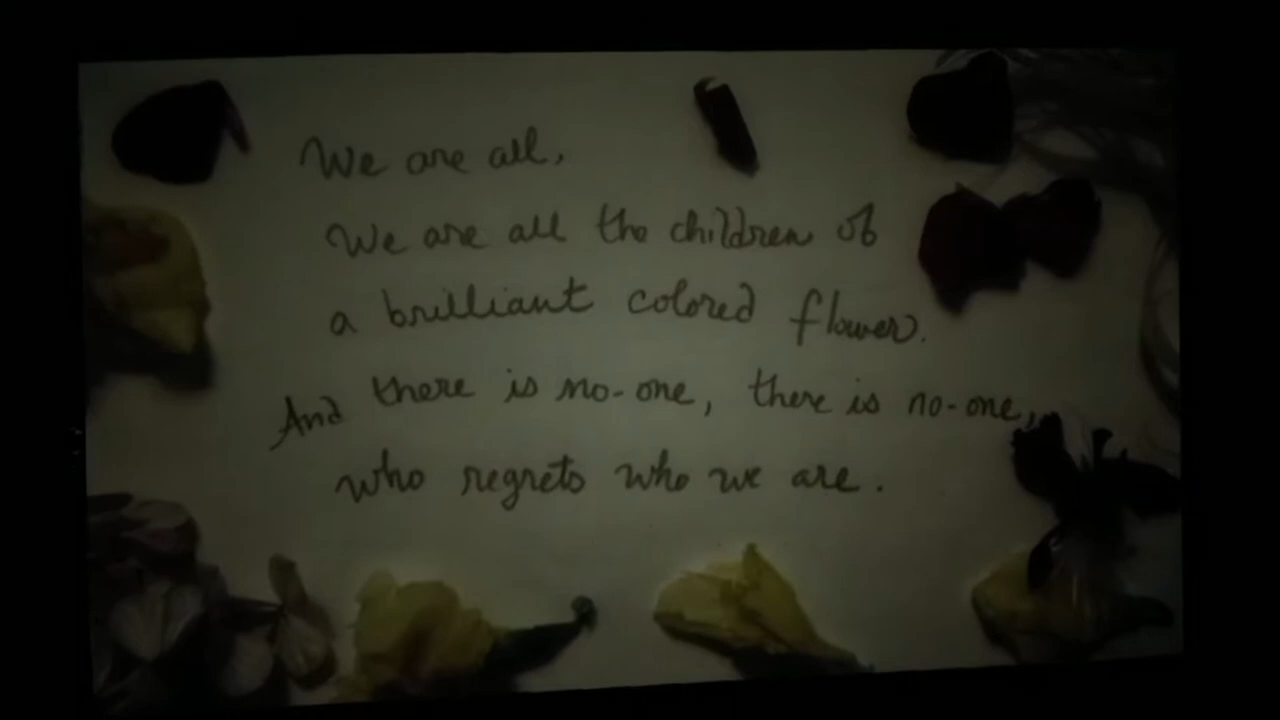 We are all,
We are all the children of
a brilliant colored flower.
And there is no-one, there is no-one,
who regrets who we are.